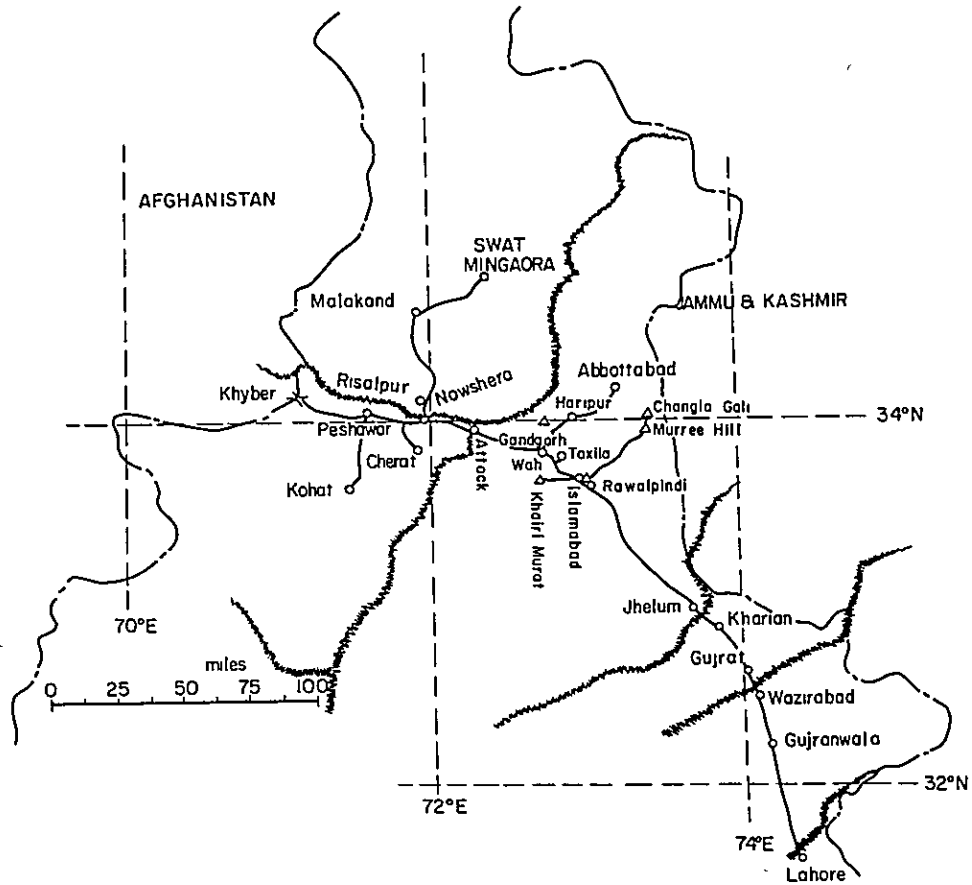 AFGHANISTAN
SWAT
MINGAORA
Malakand
AMMU & KASHMIR
Risalpur
Nowshera
Abbottabad
Khyber
Haripur
Changla Gali
34°N
Peshawar
Gandgarh
Murree Hill
Cherat
Attack
Wah
Taxila
Kohat
Khairi Murat
Islamabad
Rawalpindi
70°E
Jhelum
Kharian
miles
Gujrat
0 25 50 75 100
Wazirabad
Gujranwala
32°N
72°E
74°E
Lahore